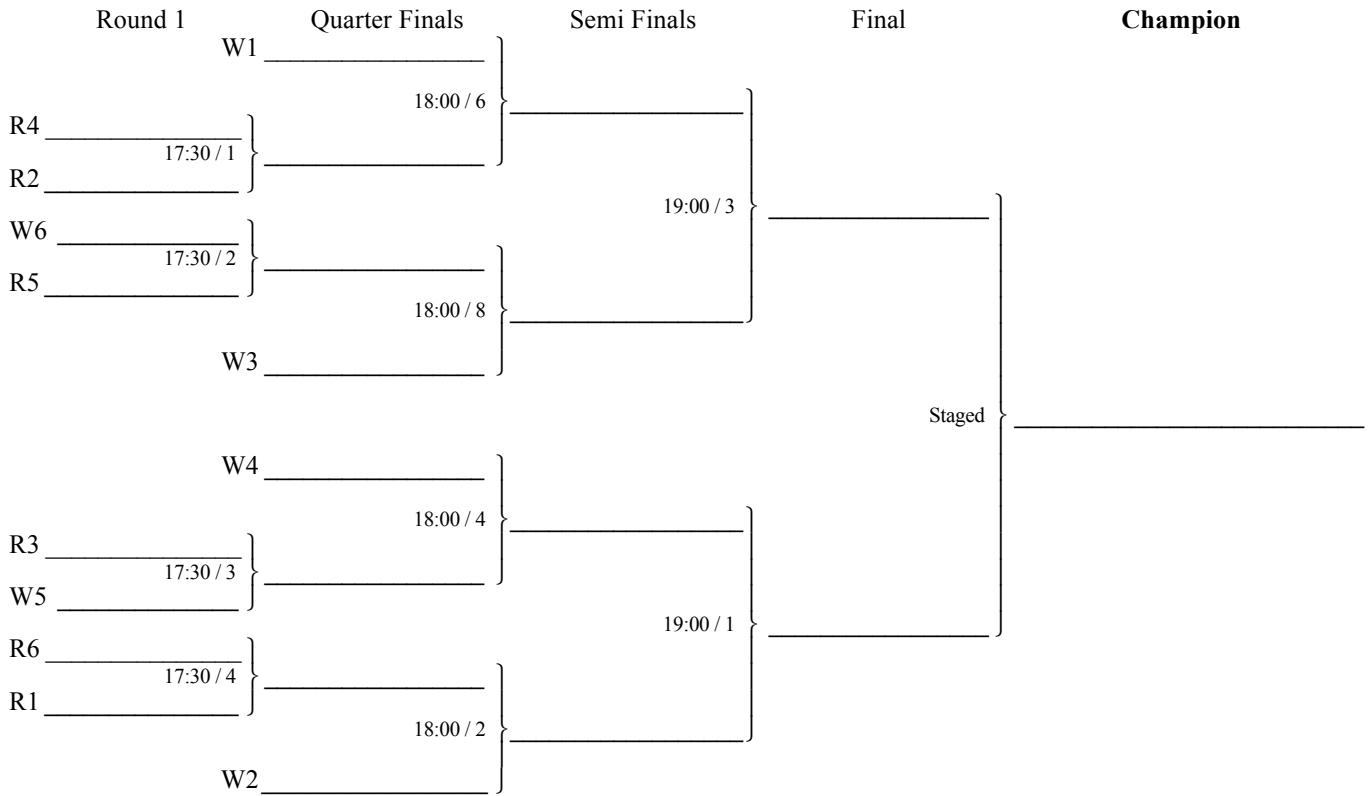 Round 1 Quarter Finals Semi Finals Final Champion
W1
18:00 / 6
R4
17:30 / 1
R2
19:00 / 3
W6
17:30 / 2
R5
18:00 / 8
W3
Staged
W4
18:00 / 4
R3
17:30 / 3
W5
19:00 / 1
R6
17:30 / 4
R1
18:00 / 2
W2